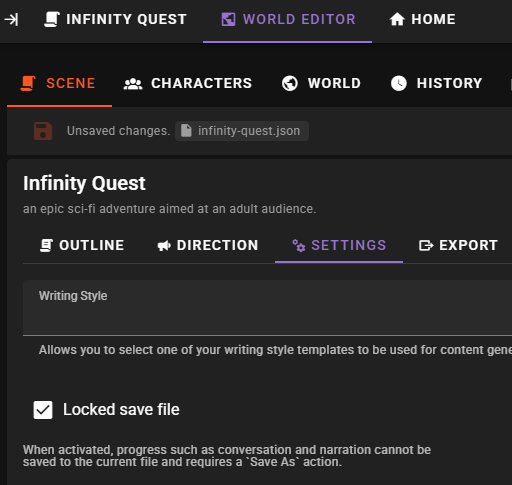 INFINITY QUEST WORLD EDITOR HOME
SCENE CHARACTERS WORLD HISTORY
Unsaved changes. infinity-quest.json
Infinity Quest
an epic sci-fi adventure aimed at an adult audience.
OUTLINE DIRECTION SETTINGS EXPORT
Writing Style
Allows you to select one of your writing style templates to be used for content gene
Locked save file
When activated, progress such as conversation and narration cannot be
saved to the current file and requires a `Save As` action.